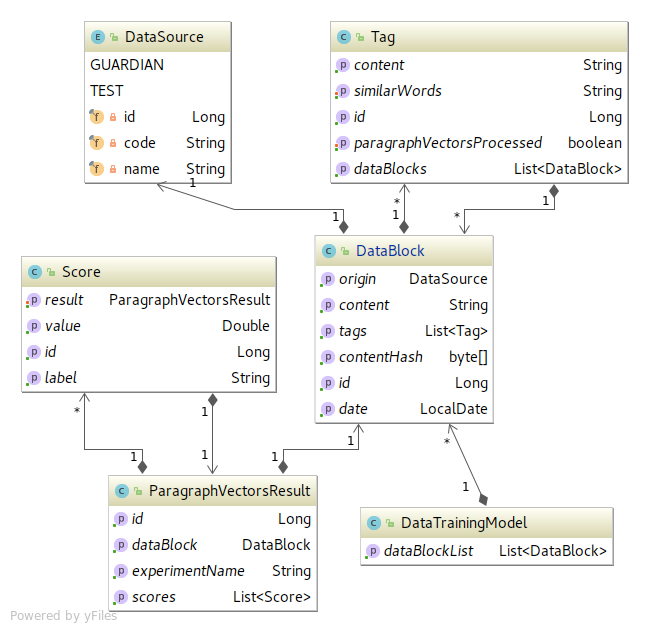 E DataSource
GUARDIAN
TEST
f id Long
f code String
f name String
C Tag
p content String
p similarWords String
p id Long
p paragraphVectorsProcessed boolean
p dataBlocks List<DataBlock>
1
1
*
1
1
*
C DataBlock
p origin DataSource
p content String
p tags List<Tag>
p contentHash byte[]
p id Long
p date LocalDate
C Score
p result ParagraphVectorsResult
p value Double
p id Long
p label String
*
1
1
1
1
1
*
1
C ParagraphVectorsResult
p id Long
p dataBlock DataBlock
p experimentName String
p scores List<Score>
C DataTrainingModel
p dataBlockList List<DataBlock>
Powered by yFiles